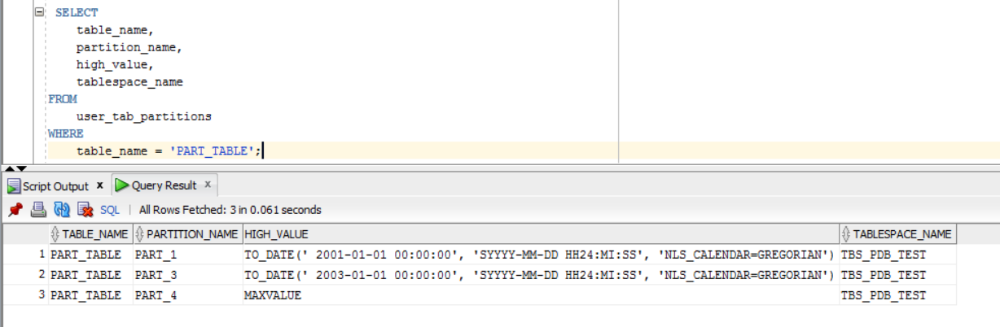 SELECT
table_name,
partition_name,
high_value,
tablespace_name
FROM
user_tab_partitions
WHERE
table_name = 'PART_TABLE';
Script Output x Query Result x
SQL | All Rows Fetched: 3 in 0.061 seconds
TABLE_NAME PARTITION_NAME HIGH_VALUE TABLESPACE_NAME
1 PART_TABLE PART_1 TO_DATE(' 2001-01-01 00:00:00', 'SYYYY-MM-DD HH24:MI:SS', 'NLS_CALENDAR=GREGORIAN') TBS_PDB_TEST
2 PART_TABLE PART_3 TO_DATE(' 2003-01-01 00:00:00', 'SYYYY-MM-DD HH24:MI:SS', 'NLS_CALENDAR=GREGORIAN') TBS_PDB_TEST
3 PART_TABLE PART_4 MAXVALUE TBS_PDB_TEST